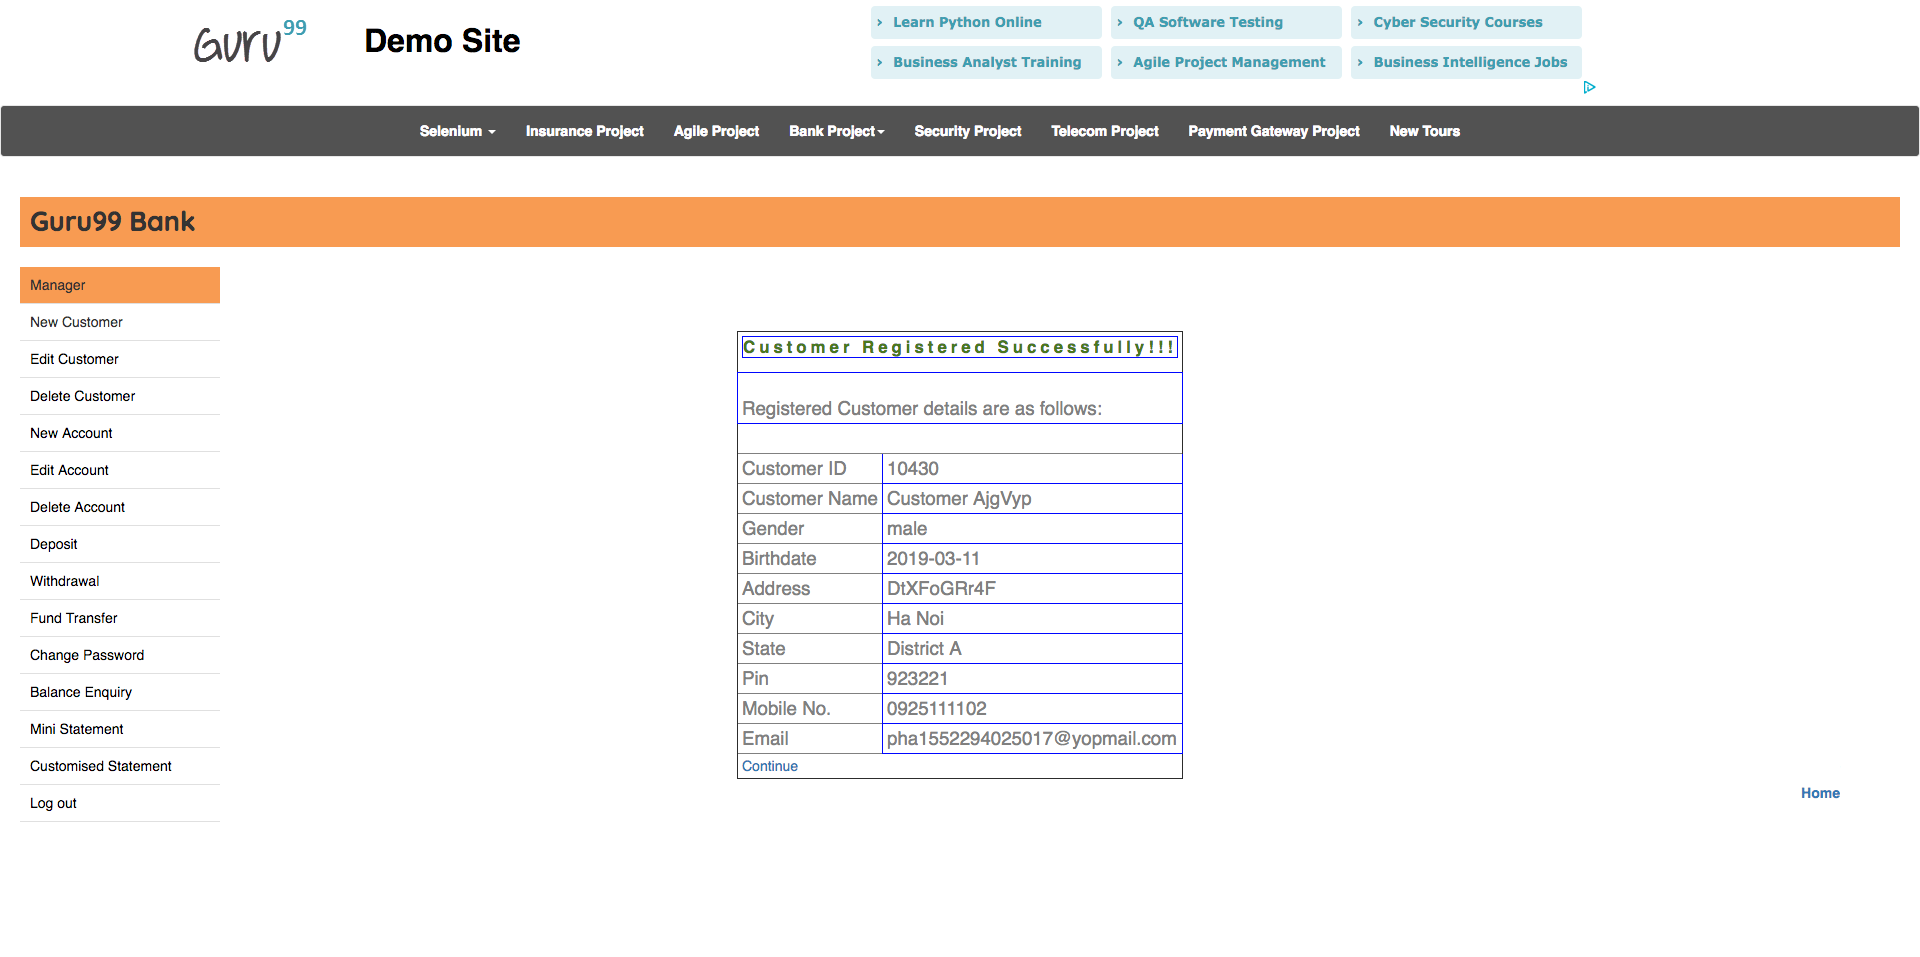 Guru99
Demo Site
› Learn Python Online
› QA Software Testing
› Cyber Security Courses
› Business Analyst Training
› Agile Project Management
› Business Intelligence Jobs
Selenium Insurance Project Agile Project Bank Project Security Project Telecom Project Payment Gateway Project New Tours
Guru99 Bank
Manager
New Customer
Edit Customer
Delete Customer
New Account
Edit Account
Delete Account
Deposit
Withdrawal
Fund Transfer
Change Password
Balance Enquiry
Mini Statement
Customised Statement
Log out
Customer Registered Successfully!!!
Registered Customer details are as follows:
Customer ID 10430
Customer Name Customer AjgVyp
Gender male
Birthdate 2019-03-11
Address DtXFoGRr4F
City Ha Noi
State District A
Pin 923221
Mobile No. 0925111102
Email pha1552294025017@yopmail.com
Continue
Home